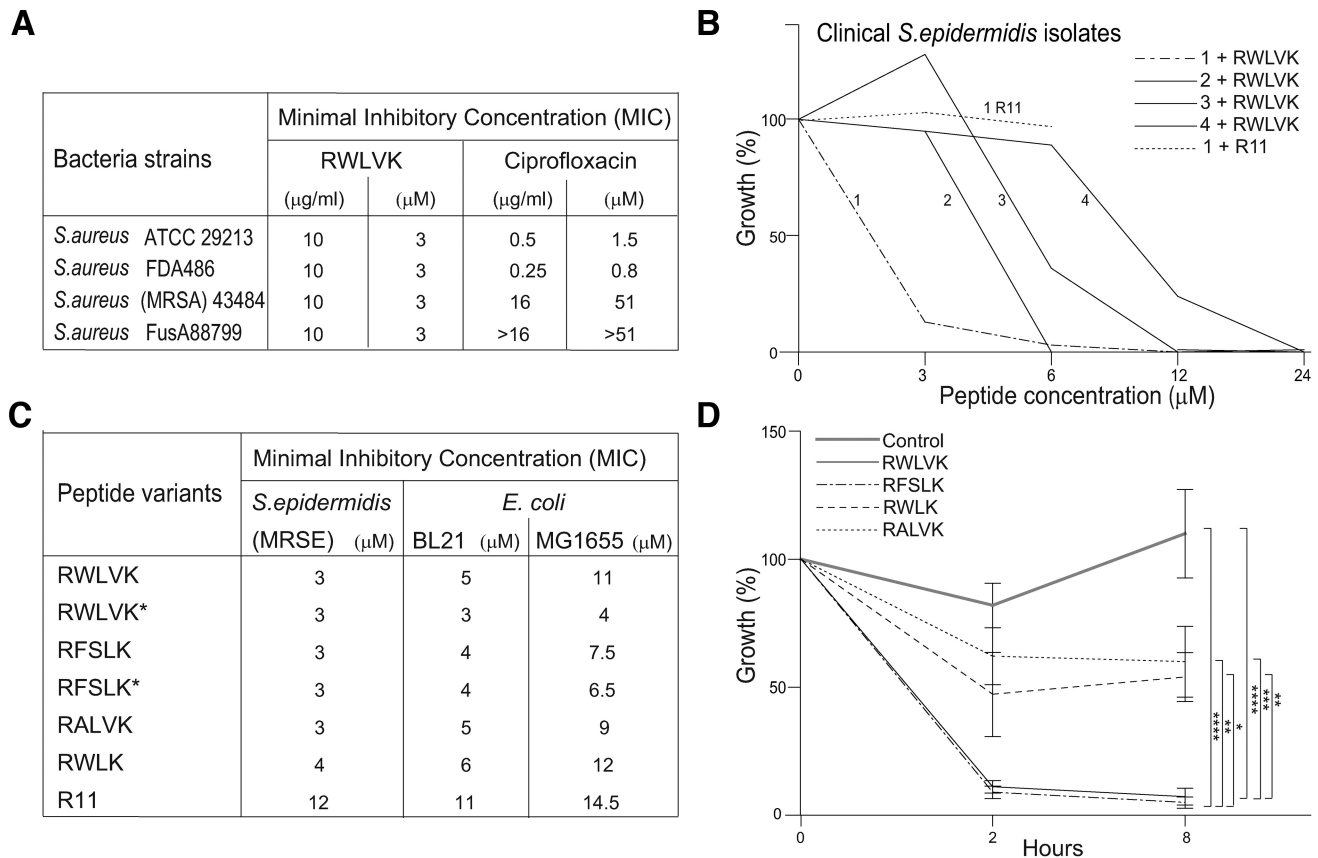 A
Minimal Inhibitory Concentration (MIC)
Bacteria strains
RWLVK Ciprofloxacin
(µg/ml) (µM) (µg/ml) (µM)
S.aureus ATCC 29213 10 3 0.5 1.5
S.aureus FDA486 10 3 0.25 0.8
S.aureus (MRSA) 43484 10 3 16 51
S.aureus FusA88799 10 3 >16 >51
B
Clinical S.epidermidis isolates
1 + RWLVK
2 + RWLVK
3 + RWLVK
4 + RWLVK
1 + R11
1 R11
1 2 3 4
Growth (%)
100
50
0
0 3 6 12 24
Peptide concentration (µM)
C
Minimal Inhibitory Concentration (MIC)
Peptide variants
S.epidermidis E. coli
(MRSE) (µM) BL21 (µM) MG1655 (µM)
RWLVK 3 5 11
RWLVK* 3 3 4
RFSLK 3 4 7.5
RFSLK* 3 4 6.5
RALVK 3 5 9
RWLK 4 6 12
R11 12 11 14.5
D
Control
RWLVK
RFSLK
RWLK
RALVK
Growth (%)
150
100
50
0
0 2 8
Hours
**** ** * **** *** **